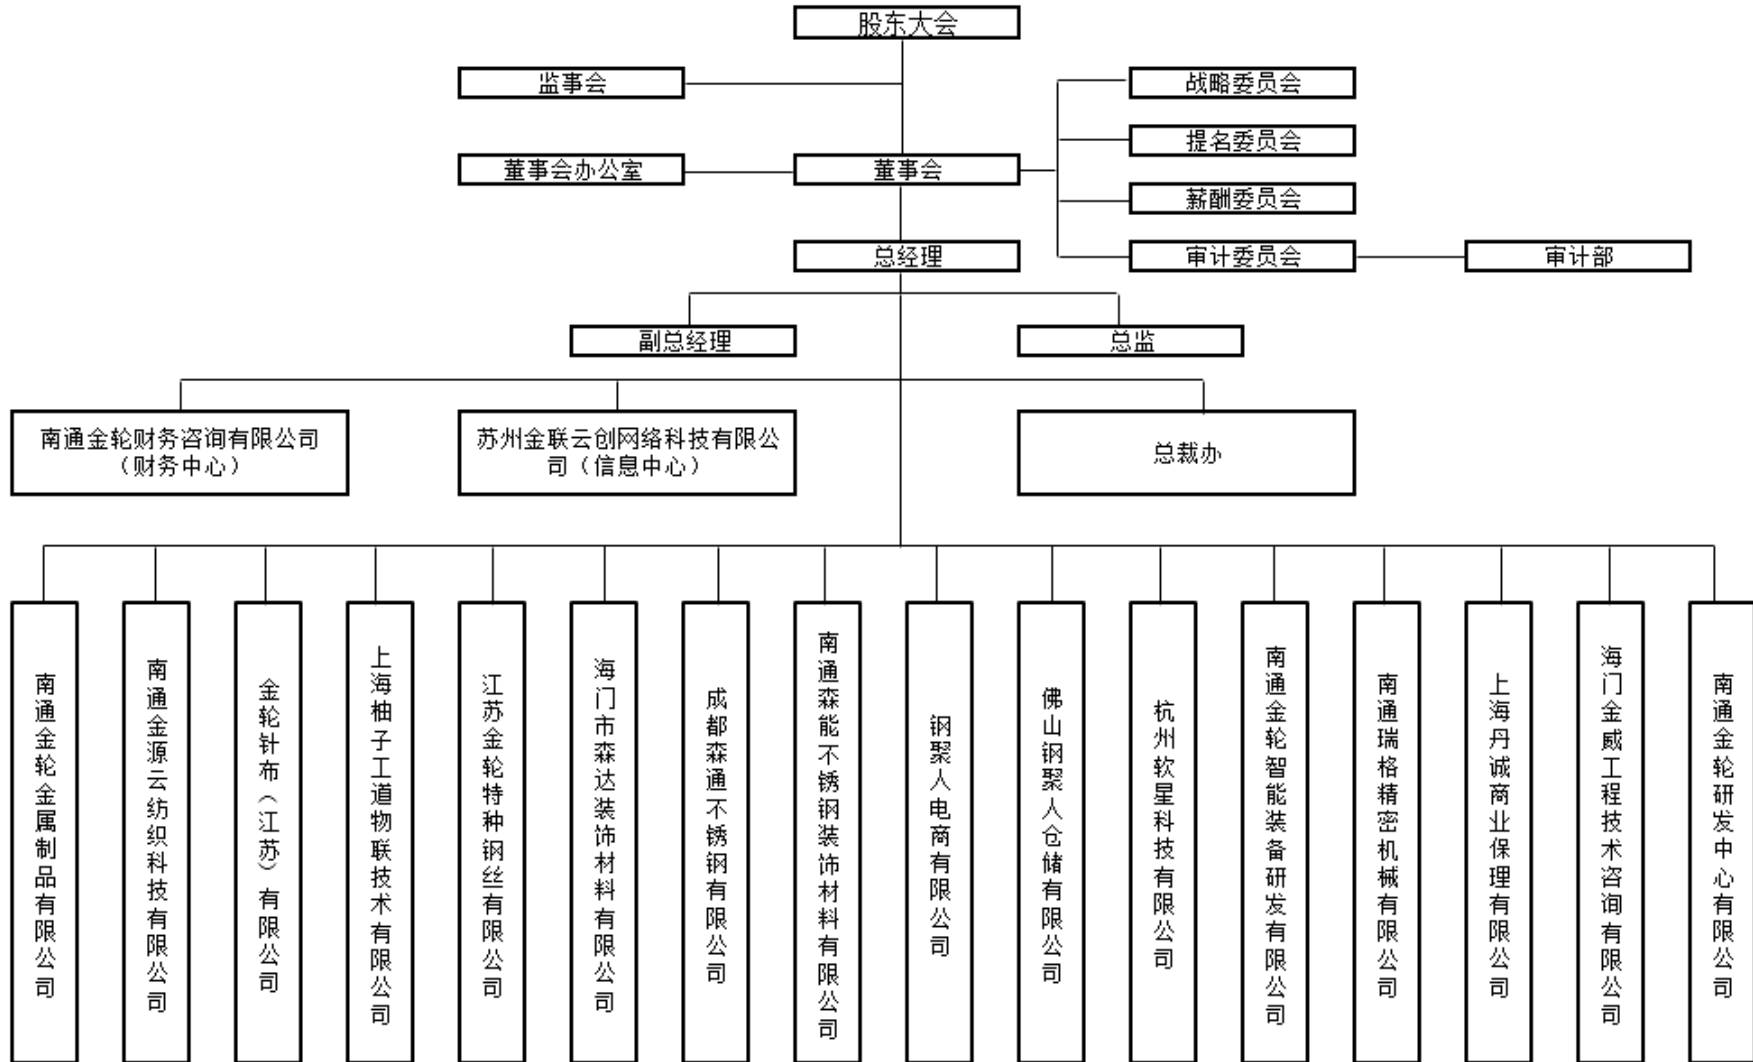 股东大会
监事会
战略委员会
提名委员会
董事会办公室
董事会
薪酬委员会
总经理
审计委员会
审计部
副总经理
总监
南通金轮财务咨询有限公司
（财务中心）
苏州金联云创网络科技有限公
司（信息中心）
总裁办
南通金轮金属制品有限公司
南通金源云纺织科技有限公司
金轮针布（江苏）有限公司
上海柚子工道物联技术有限公司
江苏金轮特种钢丝有限公司
海门市森达装饰材料有限公司
成都森通不锈钢有限公司
南通森能不锈钢装饰材料有限公司
钢聚人电商有限公司
佛山钢聚人仓储有限公司
杭州软星科技有限公司
南通金轮智能装备研发有限公司
南通瑞格精密机械有限公司
上海丹诚商业保理有限公司
海门金威工程技术咨询有限公司
南通金轮研发中心有限公司